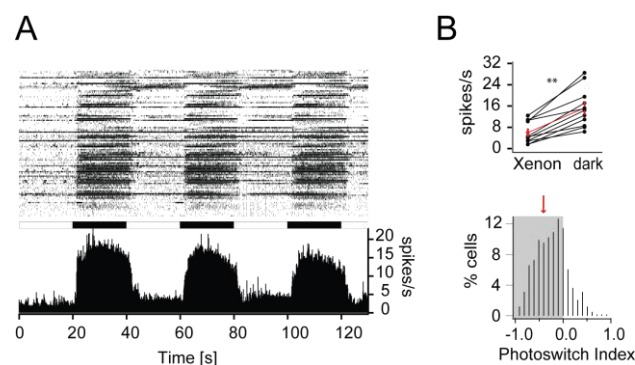 A
20
15
10
5
0
spikes/s
0 20 40 60 80 100 120
Time [s]
B
32
24
16
8
0
spikes/s
**
Xenon dark
12
8
4
0
% cells
-1.0 0.0 1.0
Photoswitch Index